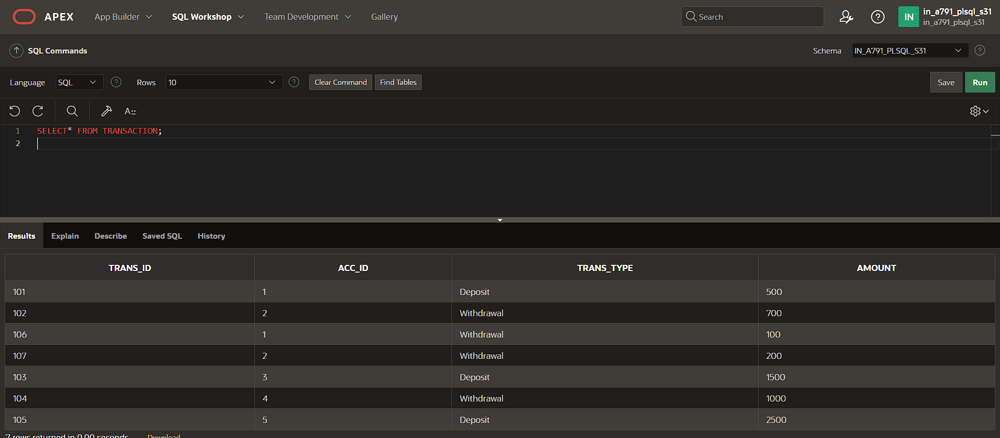 APEX App Builder SQL Workshop Team Development Gallery Search IN in_a791_plsql_s31
in_a791_plsql_s31
SQL Commands Schema IN_A791_PLSQL_S31
Language SQL Rows 10 Clear Command Find Tables Save Run
A::
1 SELECT* FROM TRANSACTION;
2
Results Explain Describe Saved SQL History
TRANS_ID ACC_ID TRANS_TYPE AMOUNT
101 1 Deposit 500
102 2 Withdrawal 700
106 1 Withdrawal 100
107 2 Withdrawal 200
103 3 Deposit 1500
104 4 Withdrawal 1000
105 5 Deposit 2500
7 rows returned in 0.00 seconds Download